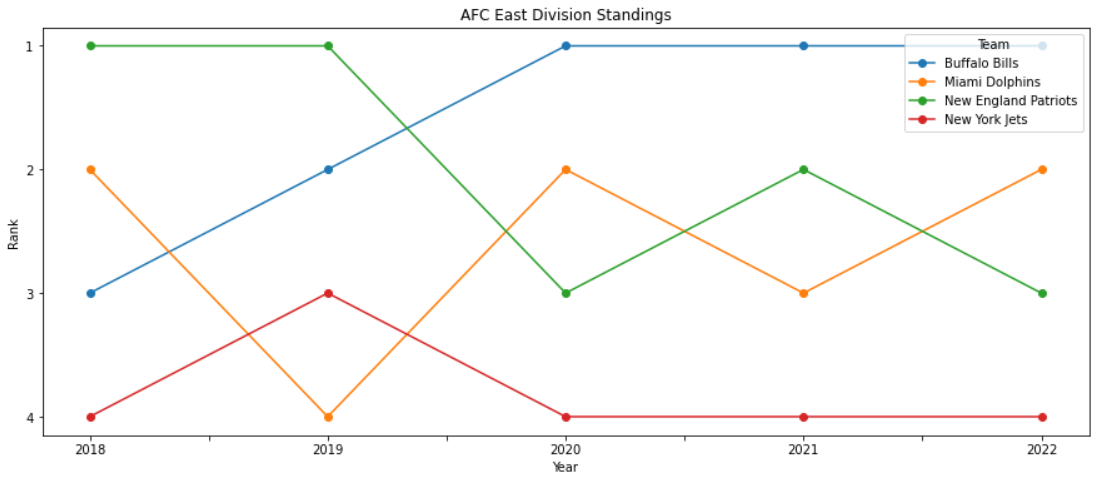 AFC East Division Standings
1
2
3
4
Rank
Team
Buffalo Bills
Miami Dolphins
New England Patriots
New York Jets
2018 2019 2020 2021 2022
Year